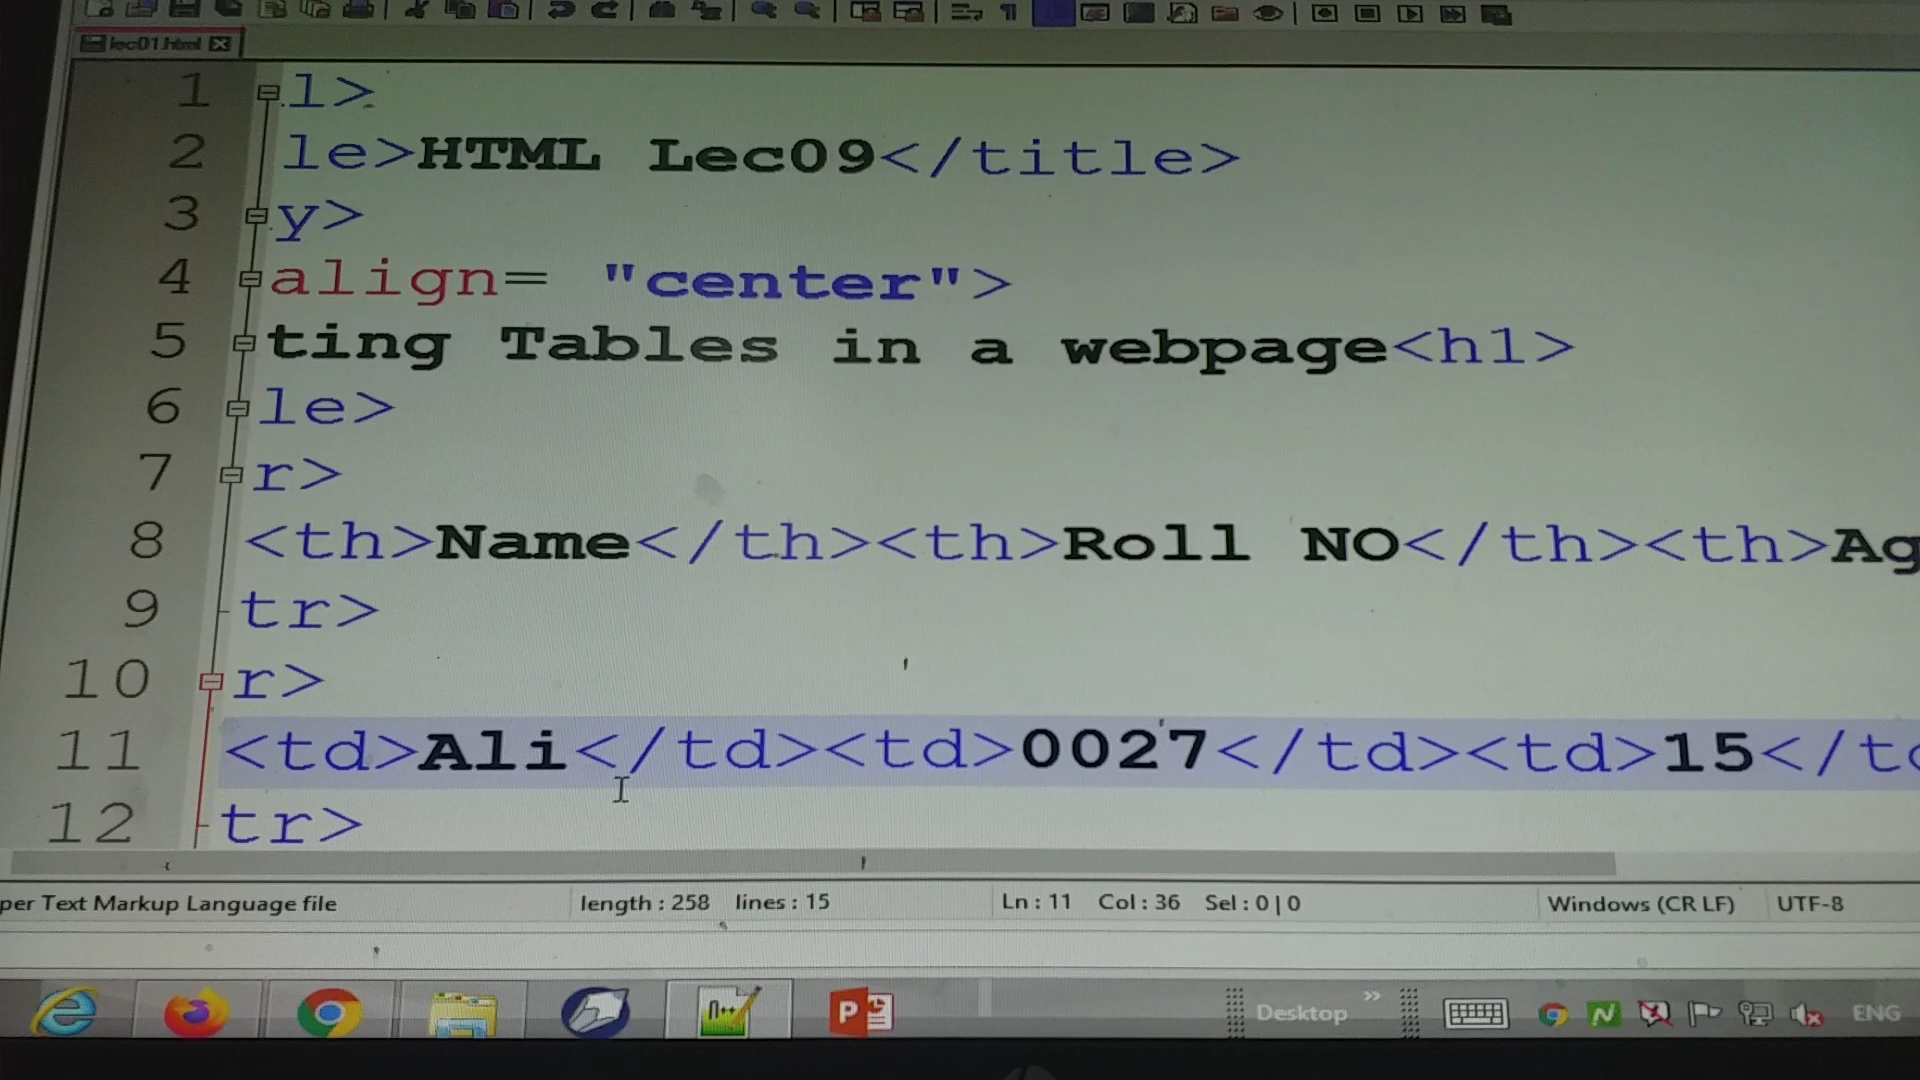 lec01.html
1 l>
2 le>HTML Lec09</title>
3 y>
4 align= "center">
5 ting Tables in a webpage<h1>
6 le>
7 r>
8 <th>Name</th><th>Roll NO</th><th>Ag
9 tr>
10 r>
11 <td>Ali</td><td>0027</td><td>15</td
12 tr>
per Text Markup Language file length : 258 lines : 15 Ln : 11 Col : 36 Sel : 0 | 0 Windows (CR LF) UTF-8
Desktop » ENG